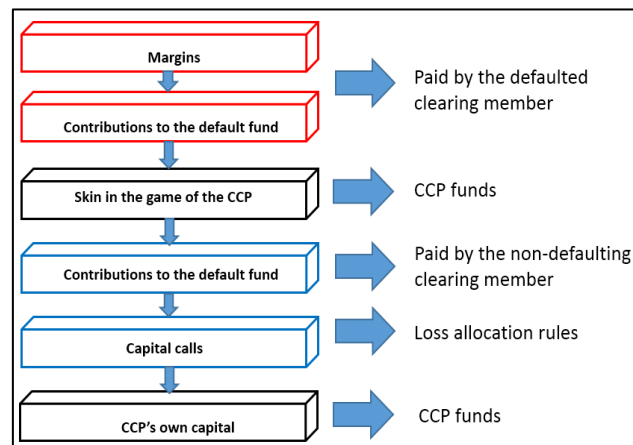 Margins
Paid by the defaulted
clearing member
Contributions to the default fund
Skin in the game of the CCP
CCP funds
Contributions to the default fund
Paid by the non-defaulting
clearing member
Capital calls
Loss allocation rules
CCP's own capital
CCP funds